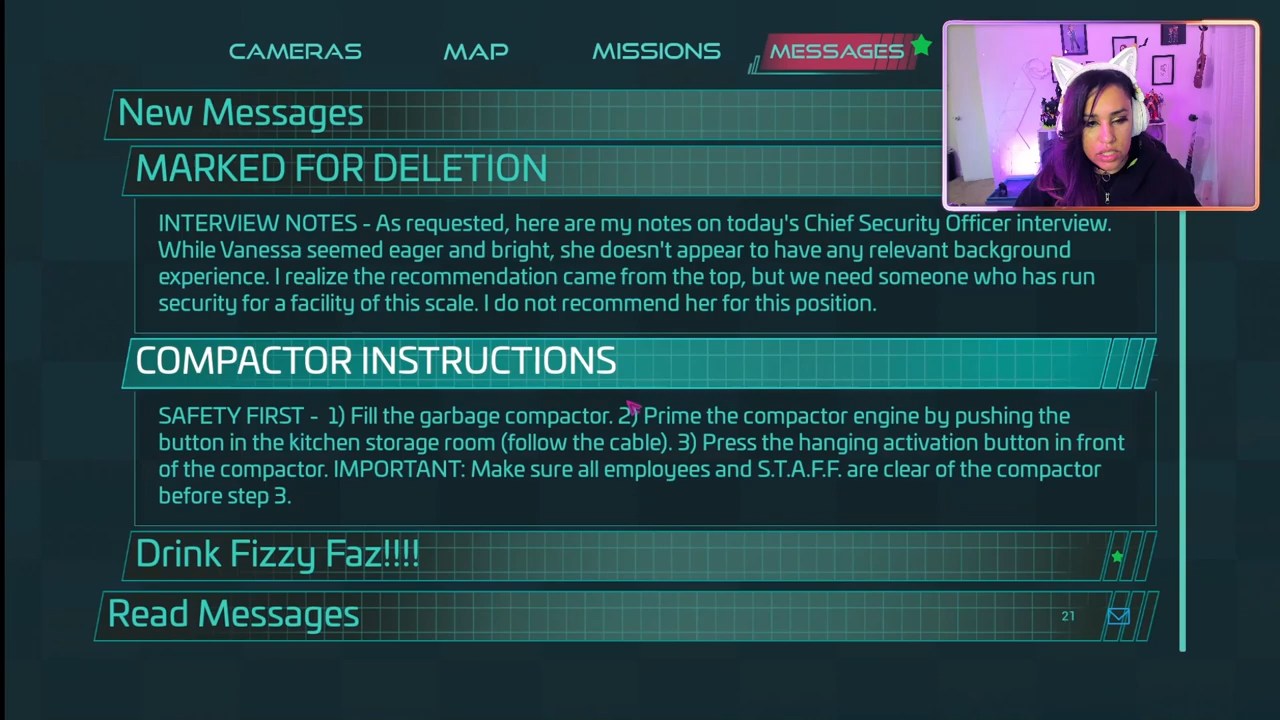 CAMERAS MAP MISSIONS MESSAGES
New Messages
MARKED FOR DELETION
INTERVIEW NOTES - As requested, here are my notes on today's Chief Security Officer interview.
While Vanessa seemed eager and bright, she doesn't appear to have any relevant background
experience. I realize the recommendation came from the top, but we need someone who has run
security for a facility of this scale. I do not recommend her for this position.
COMPACTOR INSTRUCTIONS
SAFETY FIRST - 1) Fill the garbage compactor. 2) Prime the compactor engine by pushing the
button in the kitchen storage room (follow the cable). 3) Press the hanging activation button in front
of the compactor. IMPORTANT: Make sure all employees and S.T.A.F.F. are clear of the compactor
before step 3.
Drink Fizzy Faz!!!!
Read Messages 21